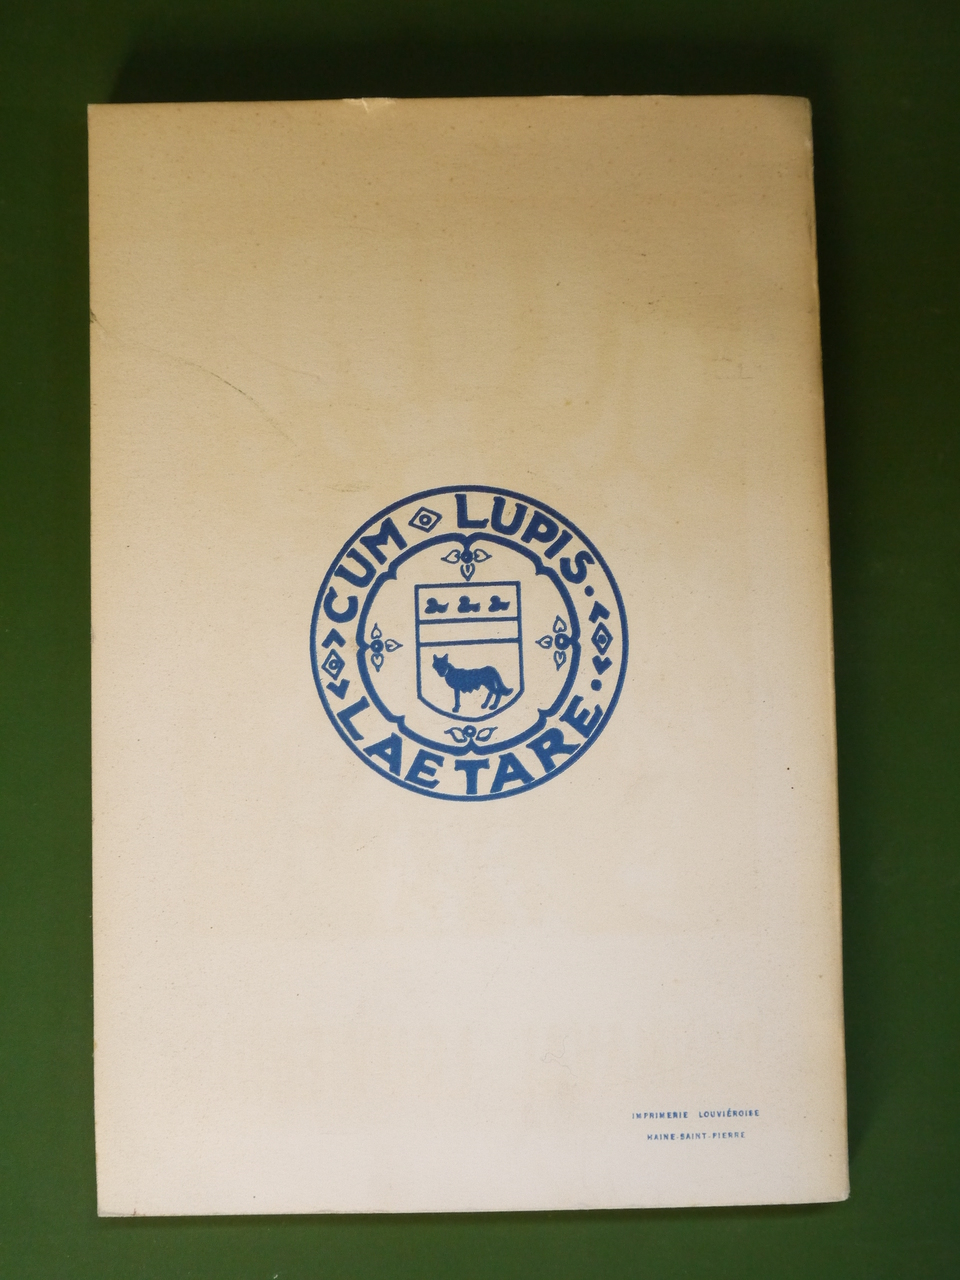 CUM LUPIS.
LAETARE.
IMPRIMERIE LOUVIÉROISE
HAINE-SAINT-PIERRE